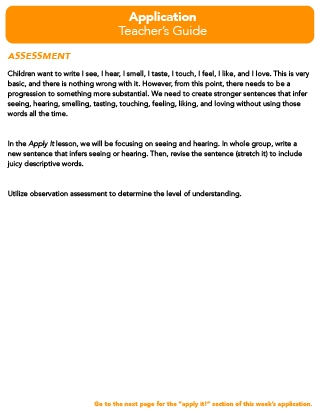 Application
Teacher's Guide
ASSESSMENT
Children want to write I see, I hear, I smell, I taste, I touch, I feel, I like, and I love. This is very
basic, and there is nothing wrong with it. However, from this point, there needs to be a
progression to something more substantial. We need to create stronger sentences that infer
seeing, hearing, smelling, tasting, touching, feeling, liking, and loving without using those
words all the time.
In the Apply It lesson, we will be focusing on seeing and hearing. In whole group, write a
new sentence that infers seeing or hearing. Then, revise the sentence (stretch it) to include
juicy descriptive words.
Utilize observation assessment to determine the level of understanding.
Go to the next page for the "apply it!" section of this week's application.